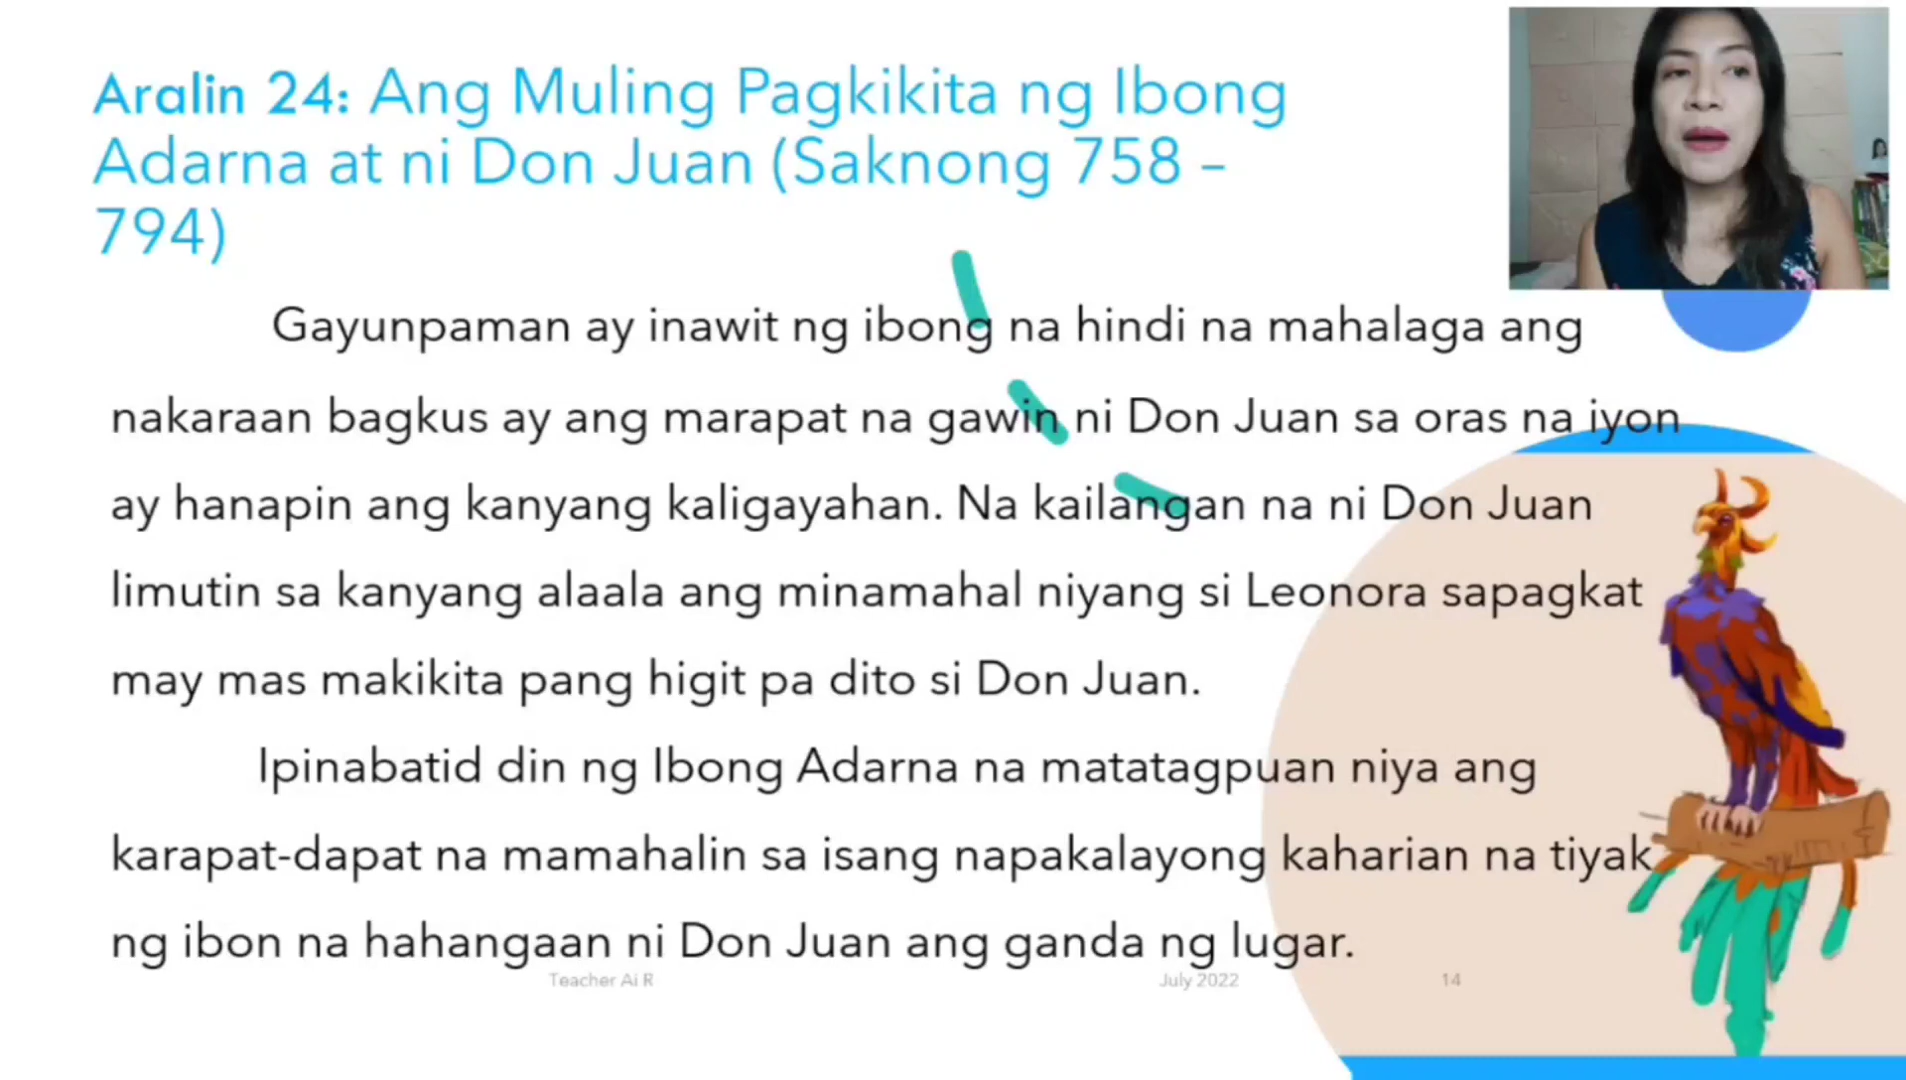 Aralin 24: Ang Muling Pagkikita ng Ibong
Adarna at ni Don Juan (Saknong 758 –
794)
Gayunpaman ay inawit ng ibong na hindi na mahalaga ang
nakaraan bagkus ay ang marapat na gawin ni Don Juan sa oras na iyon
ay hanapin ang kanyang kaligayahan. Na kailangan na ni Don Juan
limutin sa kanyang alaala ang minamahal niyang si Leonora sapagkat
may mas makikita pang higit pa dito si Don Juan.
Ipinabatid din ng Ibong Adarna na matatagpuan niya ang
karapat-dapat na mamahalin sa isang napakalayong kaharian na tiyak
ng ibon na hahangaan ni Don Juan ang ganda ng lugar.
Teacher Ai R July 2022 14